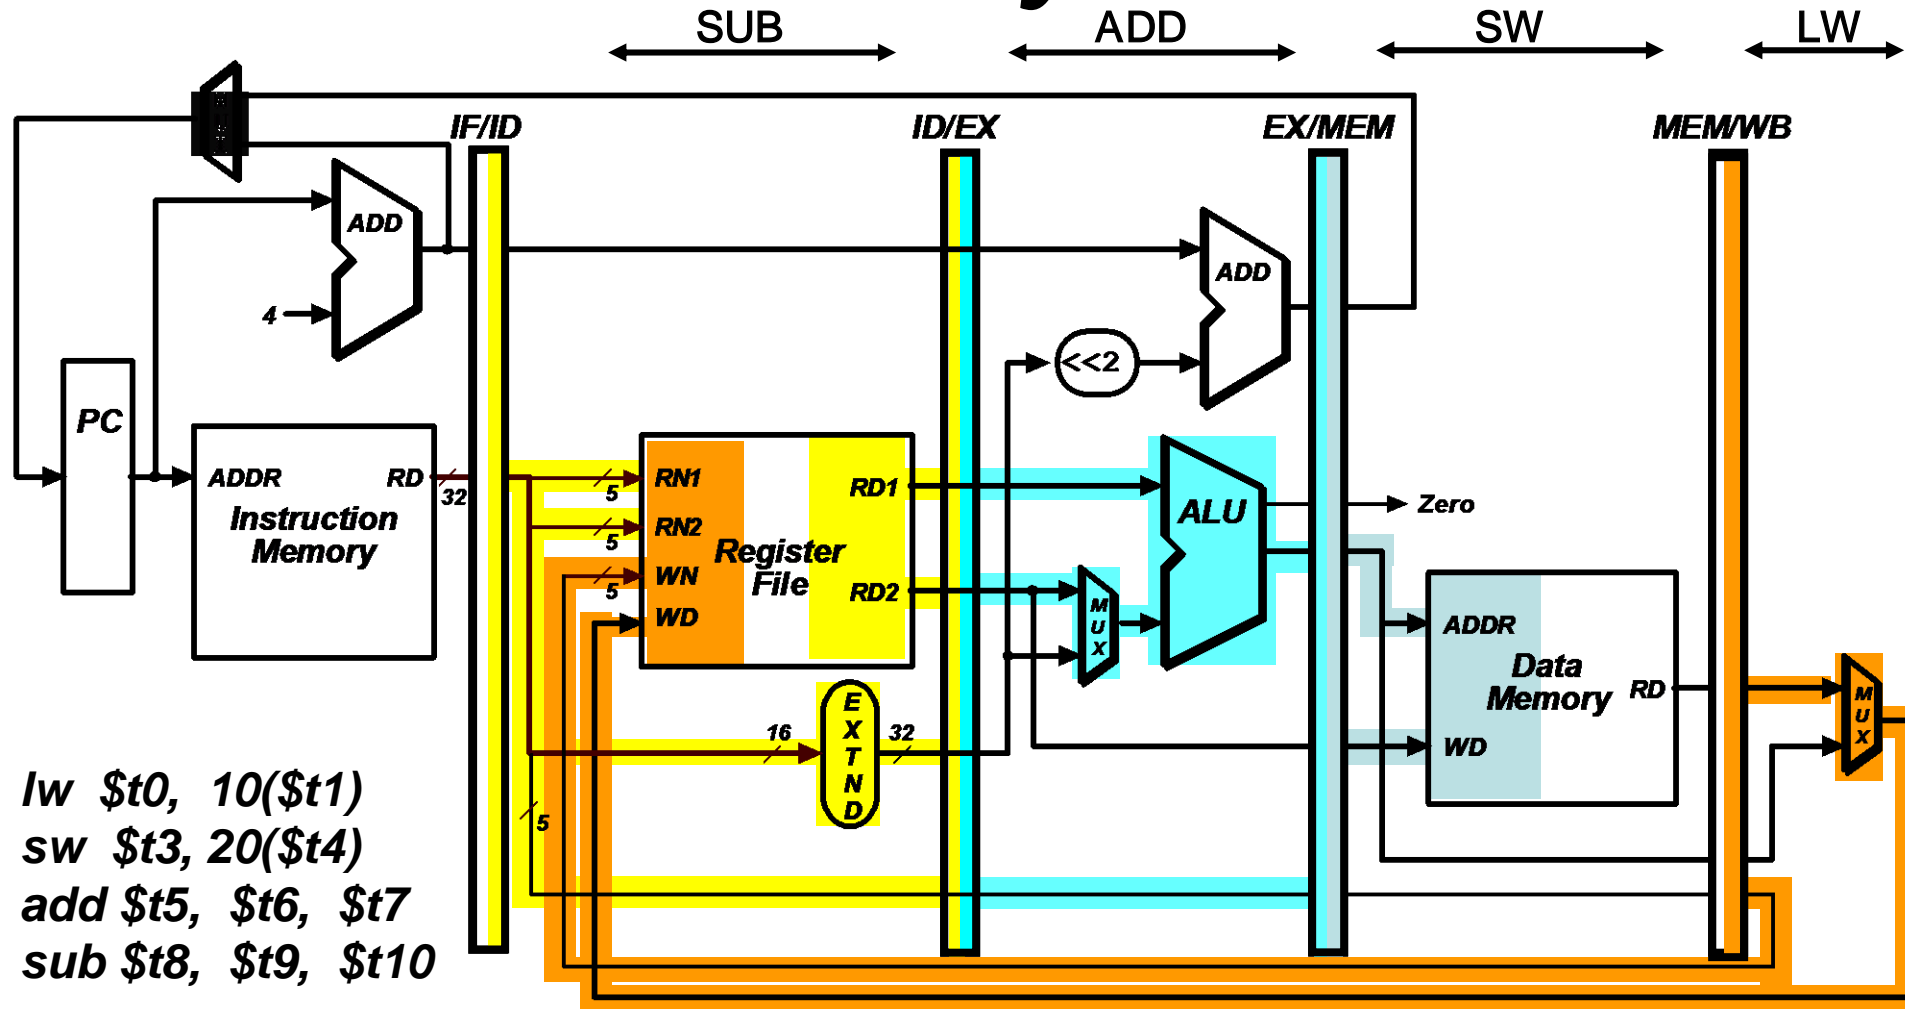 SUB
ADD
SW
LW
IF/ID
ID/EX
EX/MEM
MEM/WB
ADD
4
ADD
<<2
PC
ADDR
RD
32
Instruction
Memory
RN1
5
RN2
5
WN
5
WD
Register
File
RD1
RD2
16
EXTND
32
5
MUX
ALU
Zero
ADDR
Data
Memory
RD
WD
MUX
lw $t0, 10($t1)
sw $t3, 20($t4)
add $t5, $t6, $t7
sub $t8, $t9, $t10